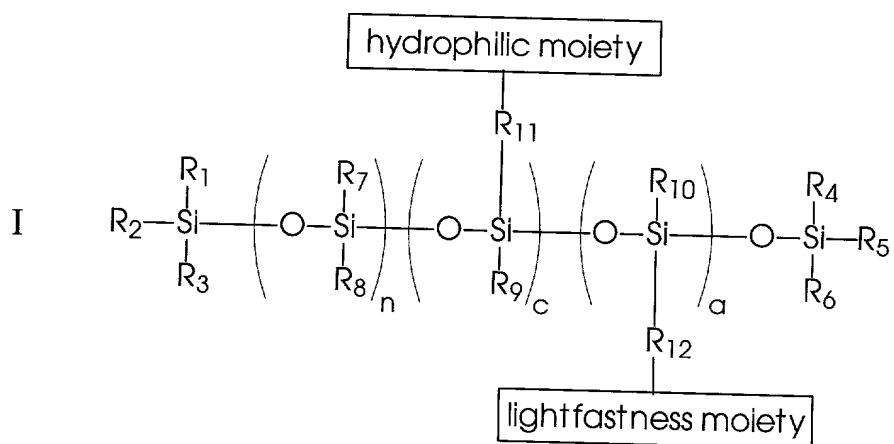 hydrophilic moiety
R11
R1 R7 R10 R4
I R2 Si O Si O Si O Si O Si R5
R3 R8 n R9 c a R6
R12
lightfastness moiety